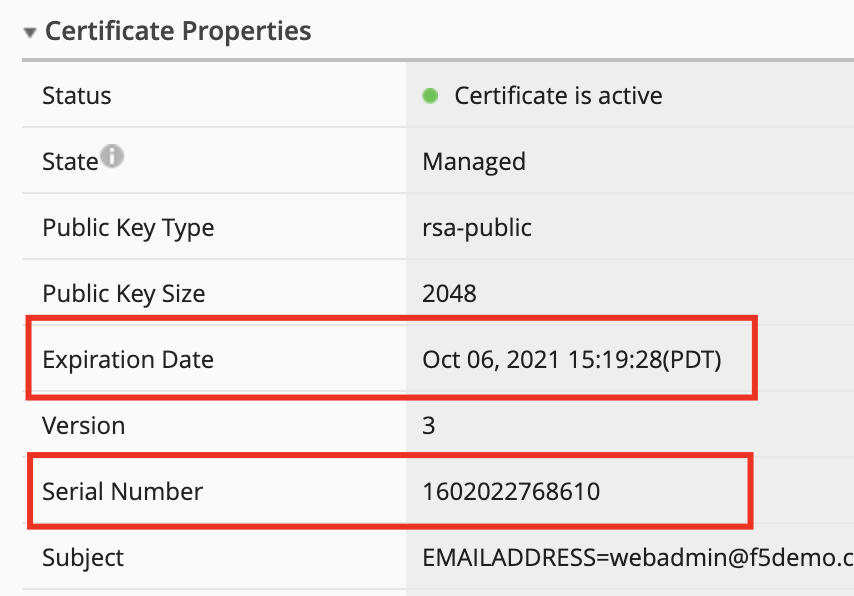 Certificate Properties
Status Certificate is active
State Managed
Public Key Type rsa-public
Public Key Size 2048
Expiration Date Oct 06, 2021 15:19:28(PDT)
Version 3
Serial Number 1602022768610
Subject EMAILADDRESS=webadmin@f5demo.c